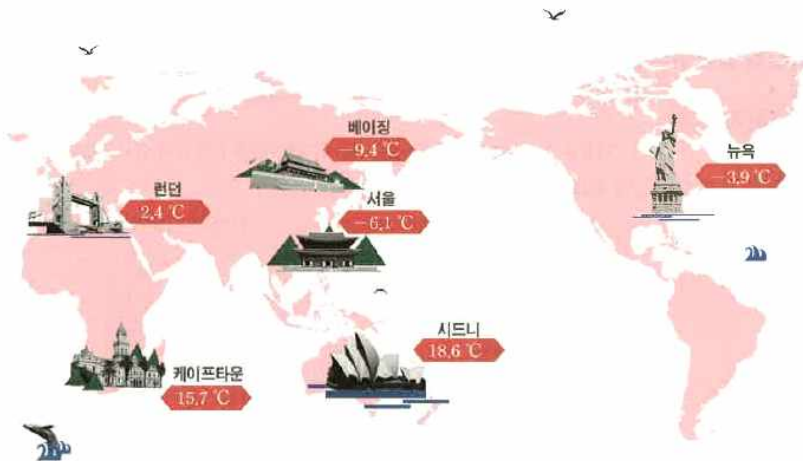 베이징
−9.4 ℃
뉴욕
−3.9 ℃
런던
2.4 ℃
서울
−6.1 ℃
시드니
18.6 ℃
케이프타운
15.7 ℃